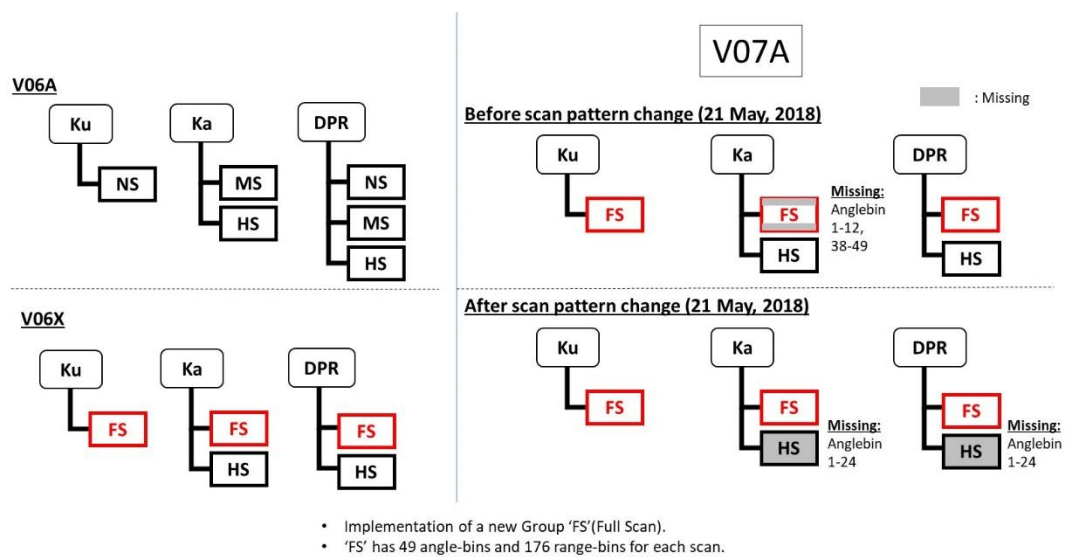 V06A
Ku
NS
Ka
MS
HS
DPR
NS
MS
HS
V06X
Ku
FS
Ka
FS
HS
DPR
FS
HS
V07A
: Missing
Before scan pattern change (21 May, 2018)
Ku
FS
Ka
FS
HS
Missing:
Anglebin
1-12,
38-49
DPR
FS
HS
After scan pattern change (21 May, 2018)
Ku
FS
Ka
FS
HS
Missing:
Anglebin
1-24
DPR
FS
HS
Missing:
Anglebin
1-24
• Implementation of a new Group 'FS'(Full Scan).
• 'FS' has 49 angle-bins and 176 range-bins for each scan.